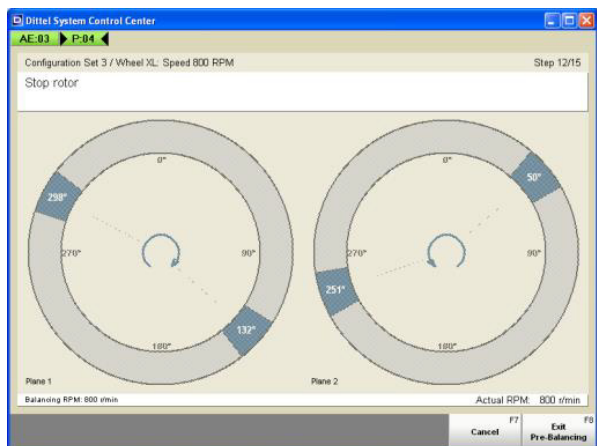 Dittel System Control Center
AE:03 P:04
Configuration Set 3 / Wheel XL: Speed 800 RPM Step 12/15
Stop rotor
0° 0°
298° 50°
270° 90° 270° 90°
251°
132°
180° 180°
Plane 1 Plane 2
Balancing RPM: 800 r/min Actual RPM: 800 r/min
F7 F8
Cancel Exit
Pre-Balancing